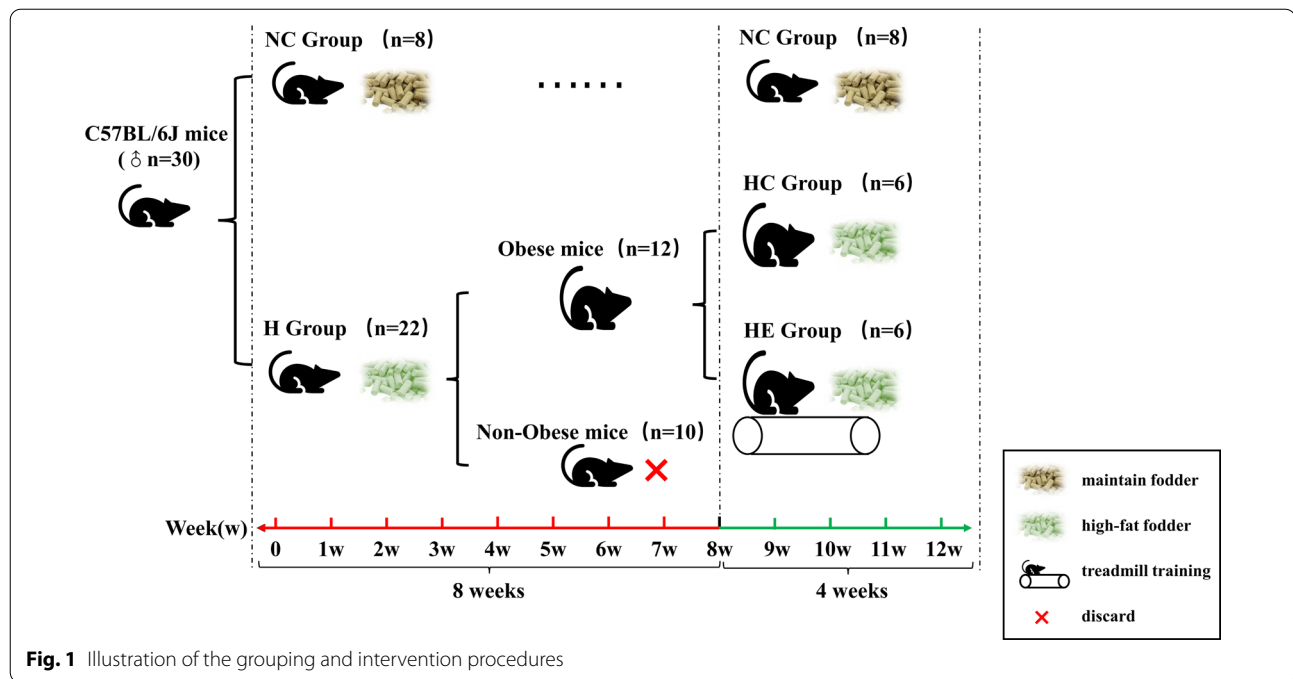 NC Group (n=8)
NC Group (n=8)
......
C57BL/6J mice
(♂ n=30)
HC Group (n=6)
Obese mice (n=12)
H Group (n=22)
HE Group (n=6)
Non-Obese mice (n=10)
Week(w)
0 1w 2w 3w 4w 5w 6w 7w 8w 9w 10w 11w 12w
8 weeks
4 weeks
maintain fodder
high-fat fodder
treadmill training
discard
Fig. 1 Illustration of the grouping and intervention procedures